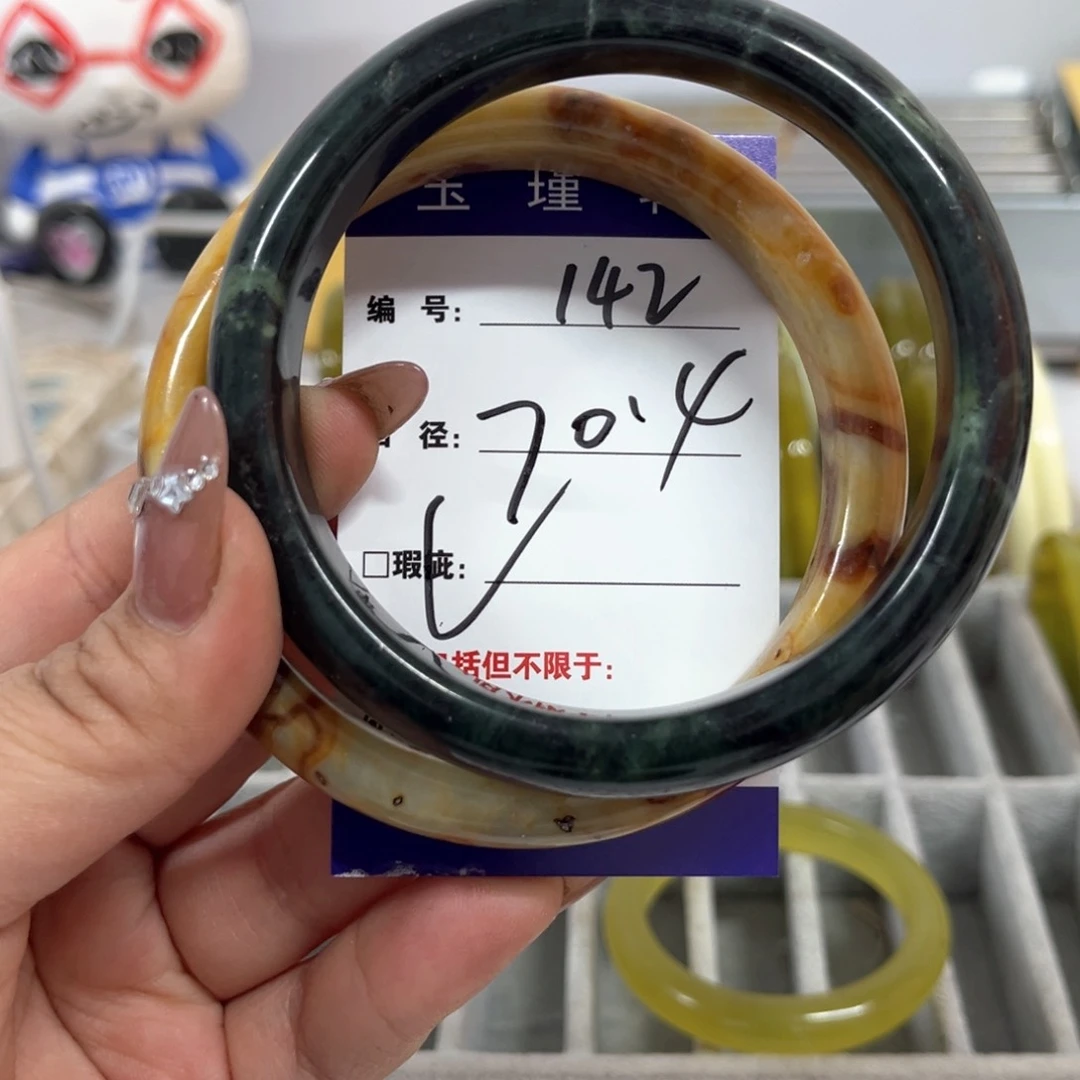 玉 瑾
编 号: 142
径: 70.4
□瑕疵:
括但不限于: